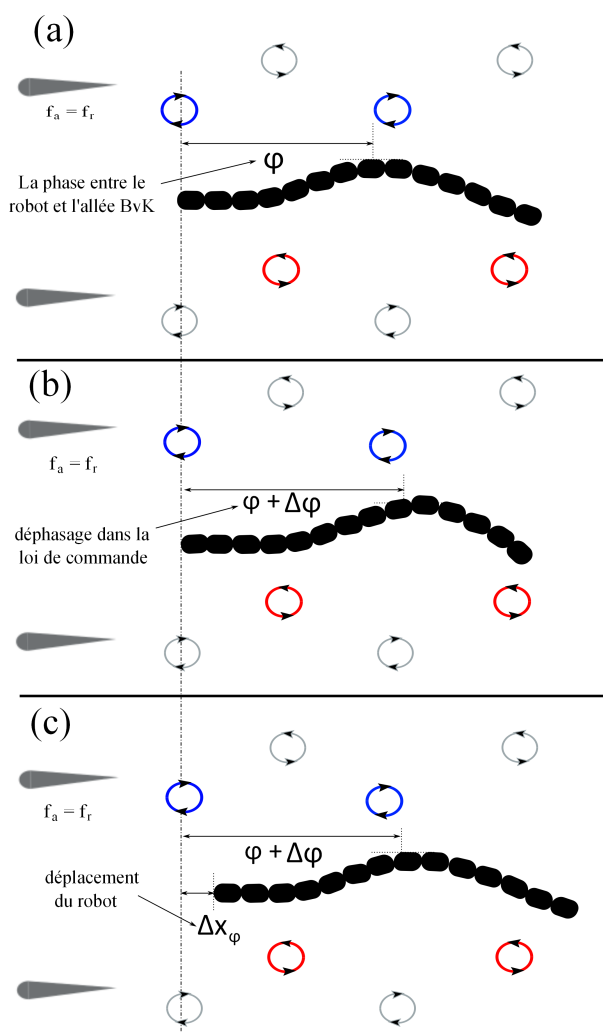 (a)
f_a = f_r
φ
La phase entre le
robot et l'allée BvK
(b)
f_a = f_r
φ + Δφ
déphasage dans la
loi de commande
(c)
f_a = f_r
φ + Δφ
déplacement
du robot
Δx_φ